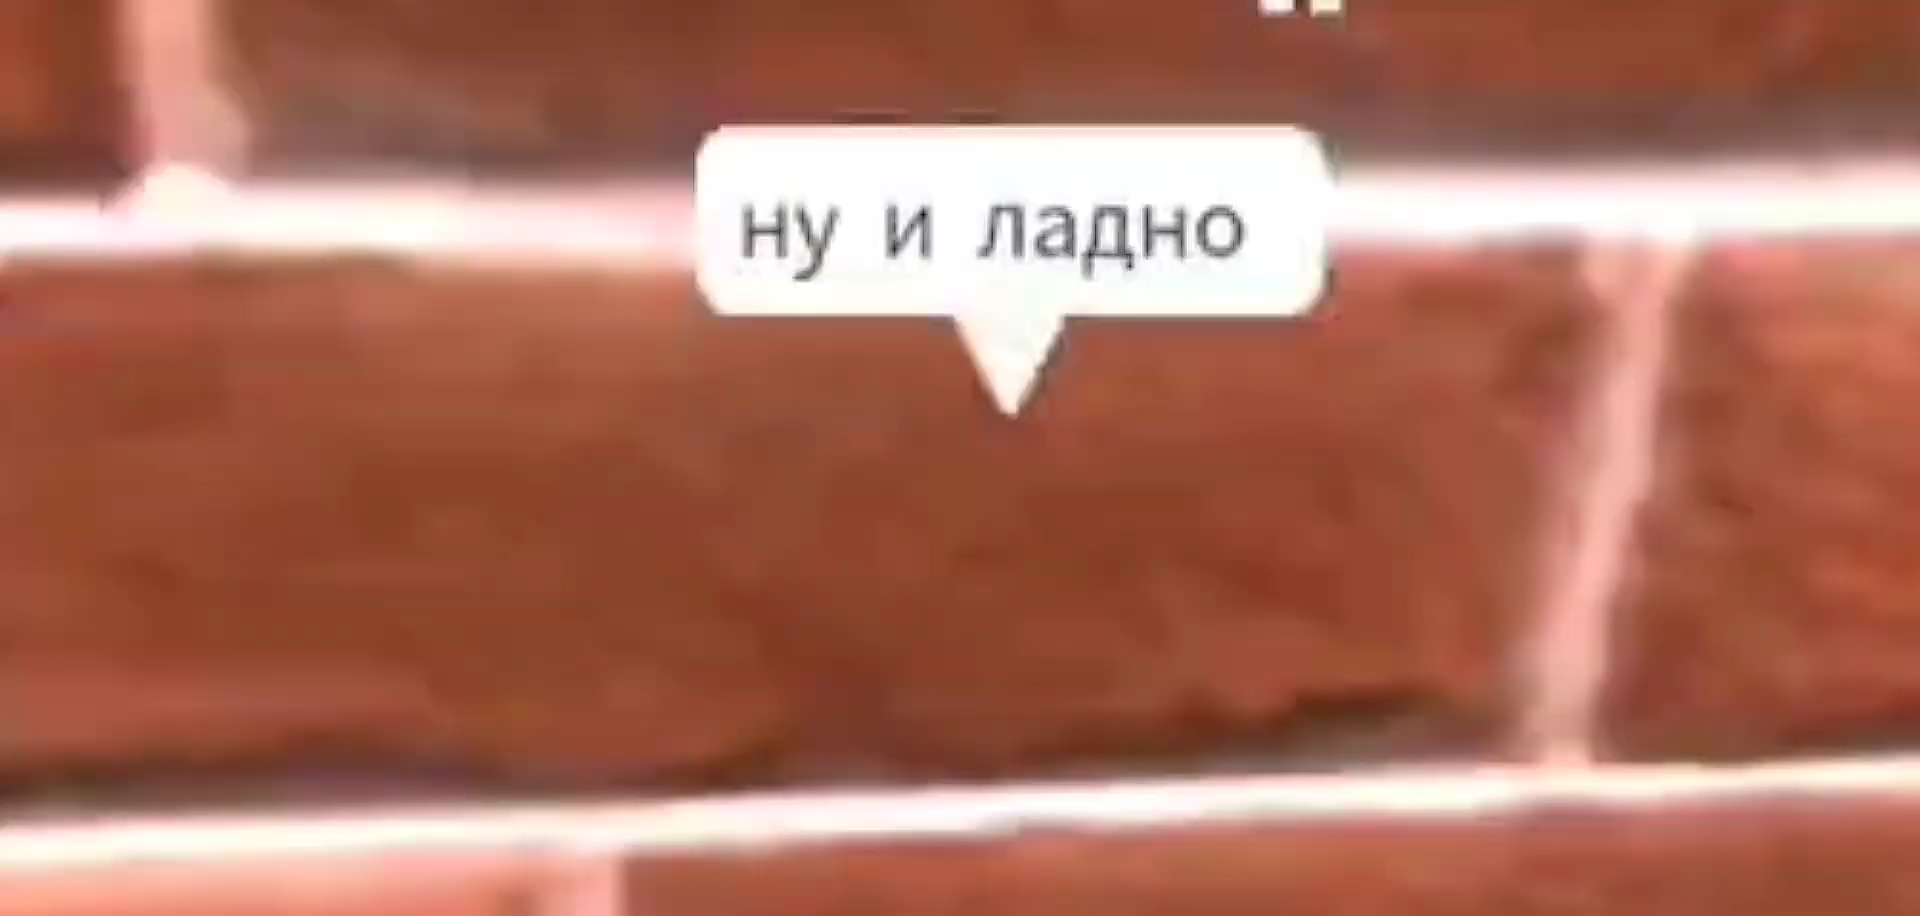 ну и ладно